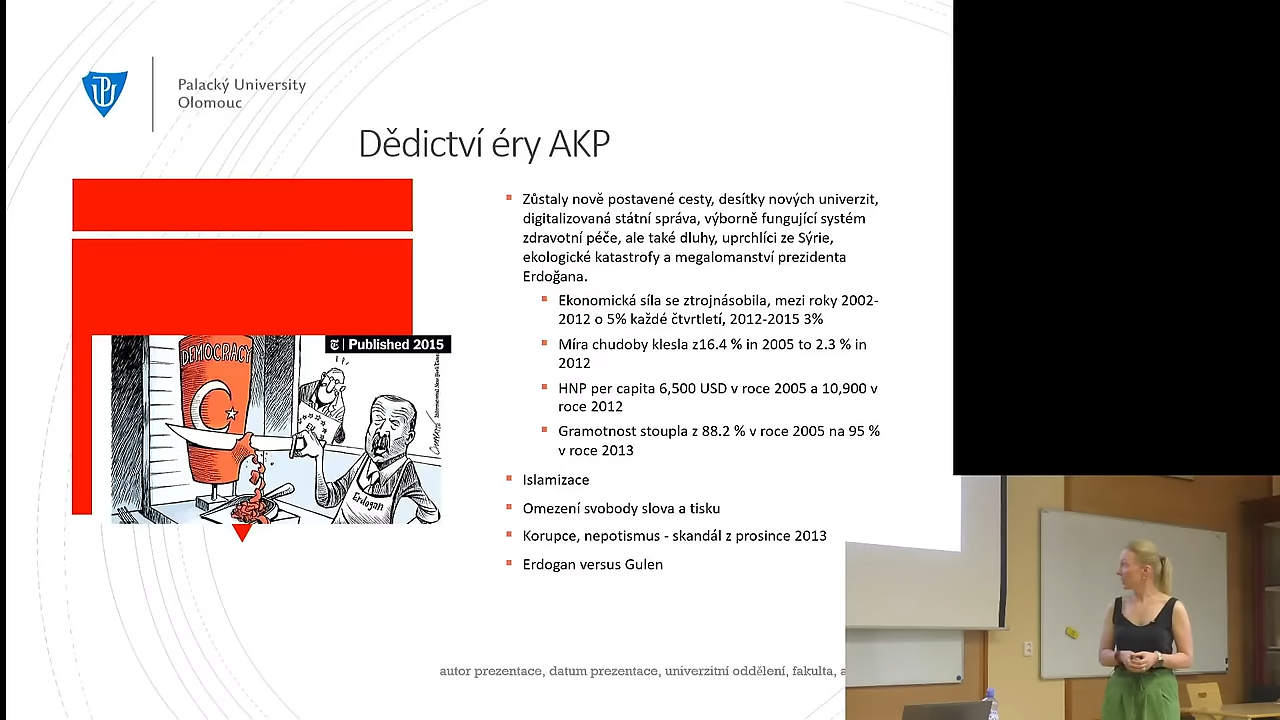 Palacký University
Olomouc
Dědictví éry AKP
Zůstaly nově postavené cesty, desítky nových univerzit,
digitalizovaná státní správa, výborně fungující systém
zdravotní péče, ale také dluhy, uprchlíci ze Sýrie,
ekologické katastrofy a megalomanství prezidenta
Erdoğana.
Ekonomická síla se ztrojnásobila, mezi roky 2002-
2012 o 5% každé čtvrtletí, 2012-2015 3%
Míra chudoby klesla z16.4 % in 2005 to 2.3 % in
2012
HNP per capita 6,500 USD v roce 2005 a 10,900 v
roce 2012
Gramotnost stoupla z 88.2 % v roce 2005 na 95 %
v roce 2013
Islamizace
Omezení svobody slova a tisku
Korupce, nepotismus - skandál z prosince 2013
Erdogan versus Gulen
T | Published 2015
DEMOCRACY
Erdogan
autor prezentace, datum prezentace, univerzitní oddělení, fakulta, a